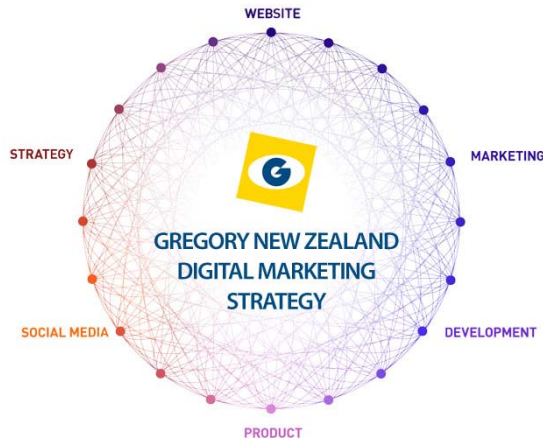 WEBSITE
STRATEGY
MARKETING
G
GREGORY NEW ZEALAND
DIGITAL MARKETING
STRATEGY
SOCIAL MEDIA
DEVELOPMENT
PRODUCT